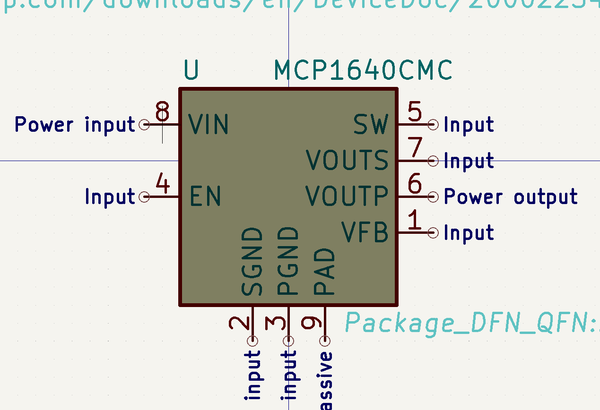 p.com/downloads/en/DeviceDoc/20002234
U MCP1640CMC
Power input 8 VIN SW 5 Input
VOUTS 7 Input
Input 4 EN VOUTP 6 Power output
VFB 1 Input
SGND PGND PAD
2 3 9 Package_DFN_QFN:
input input assive